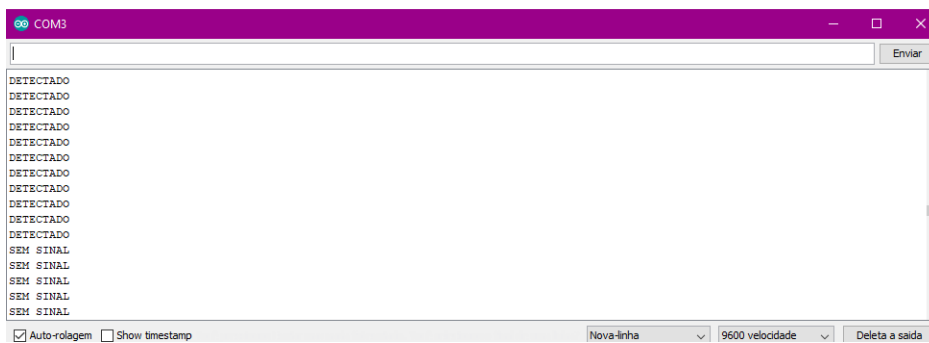 COM3
Enviar
DETECTADO
DETECTADO
DETECTADO
DETECTADO
DETECTADO
DETECTADO
DETECTADO
DETECTADO
DETECTADO
DETECTADO
DETECTADO
SEM SINAL
SEM SINAL
SEM SINAL
SEM SINAL
SEM SINAL
Auto-rolagem Show timestamp Nova-linha 9600 velocidade Deleta a saida